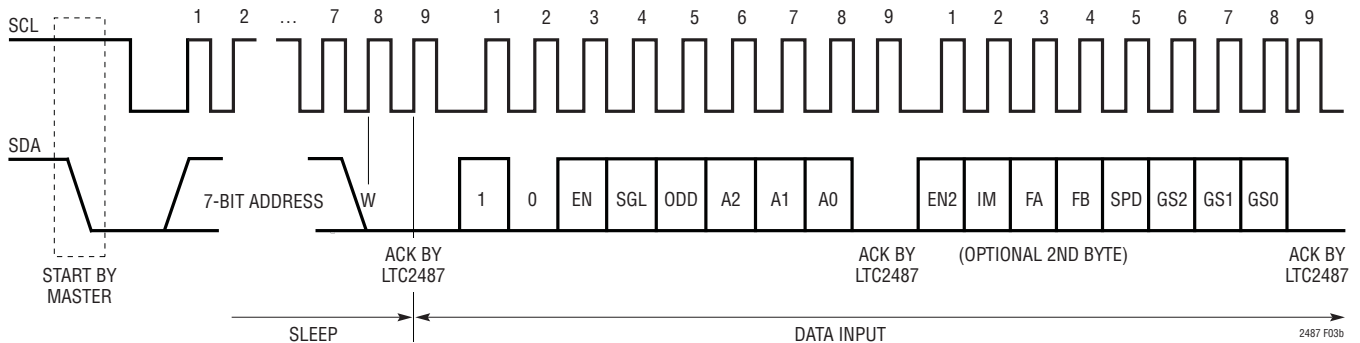 1 2 ... 7 8 9 1 2 3 4 5 6 7 8 9 1 2 3 4 5 6 7 8 9
SCL
SDA
7-BIT ADDRESS W 1 0 EN SGL ODD A2 A1 A0 EN2 IM FA FB SPD GS2 GS1 GS0
START BY
MASTER
ACK BY
LTC2487
ACK BY
LTC2487
(OPTIONAL 2ND BYTE)
ACK BY
LTC2487
SLEEP DATA INPUT
2487 F03b